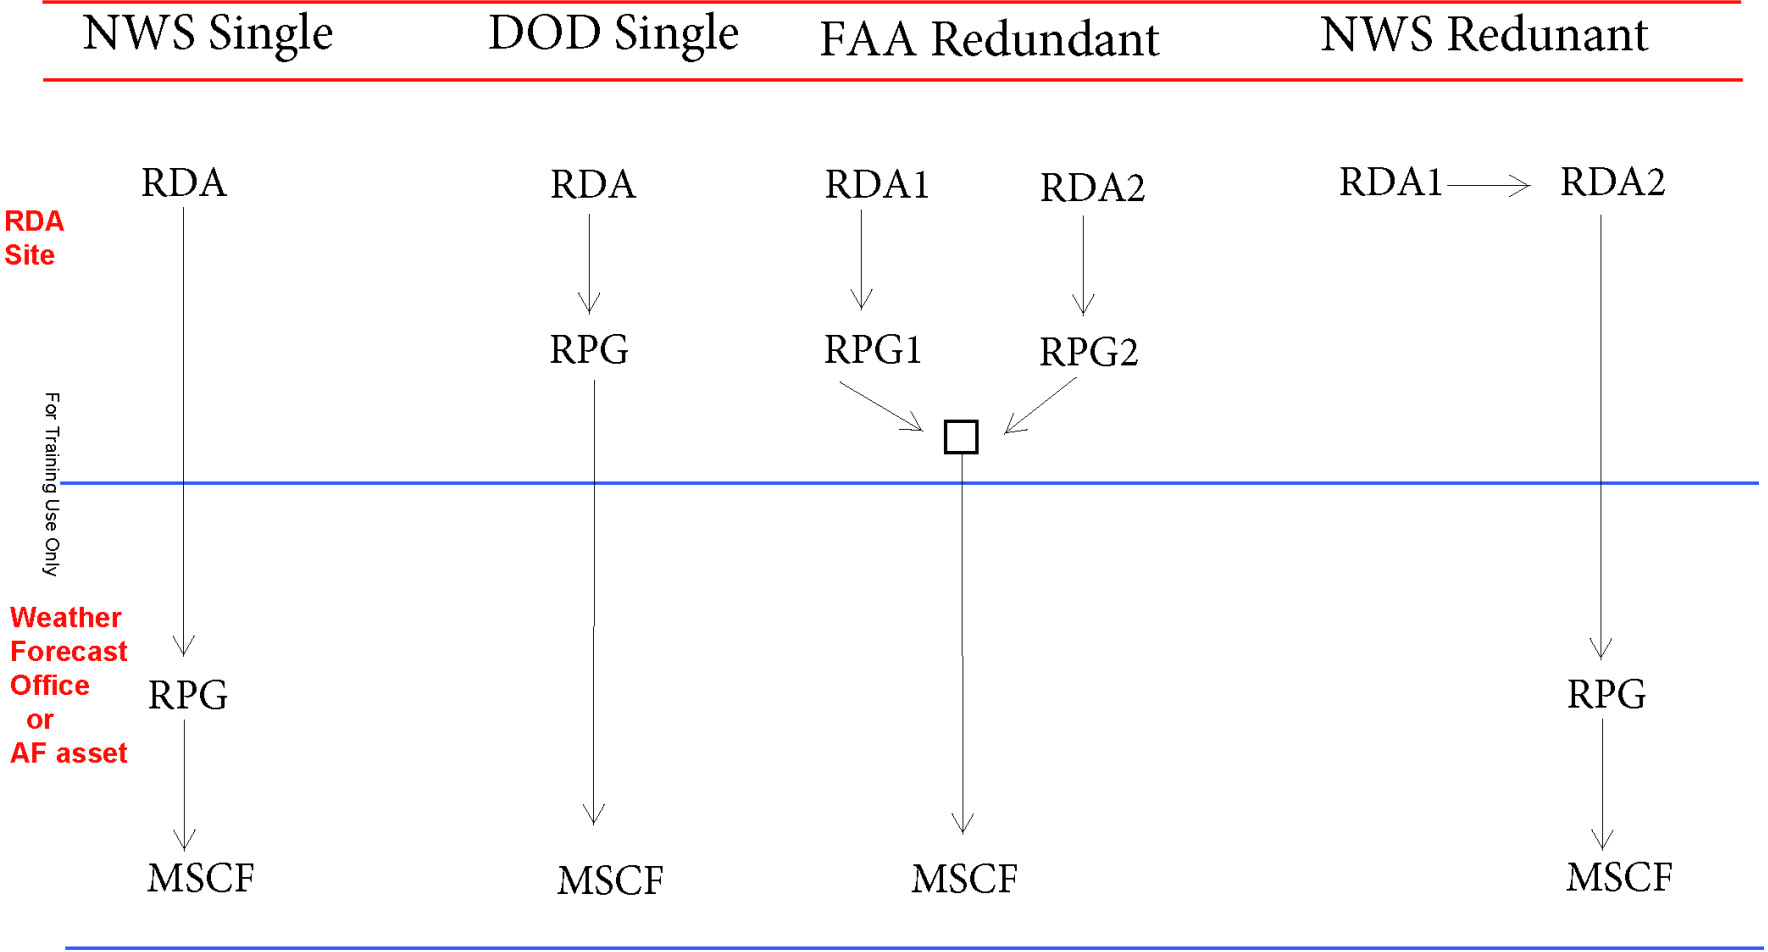 NWS Single
DOD Single
FAA Redundant
NWS Redunant
RDA
RDA
RDA1
RDA2
RDA1
RDA2
RDA
Site
RPG
RPG1
RPG2
For Training Use Only
Weather
Forecast
Office
or
AF asset
RPG
RPG
MSCF
MSCF
MSCF
MSCF